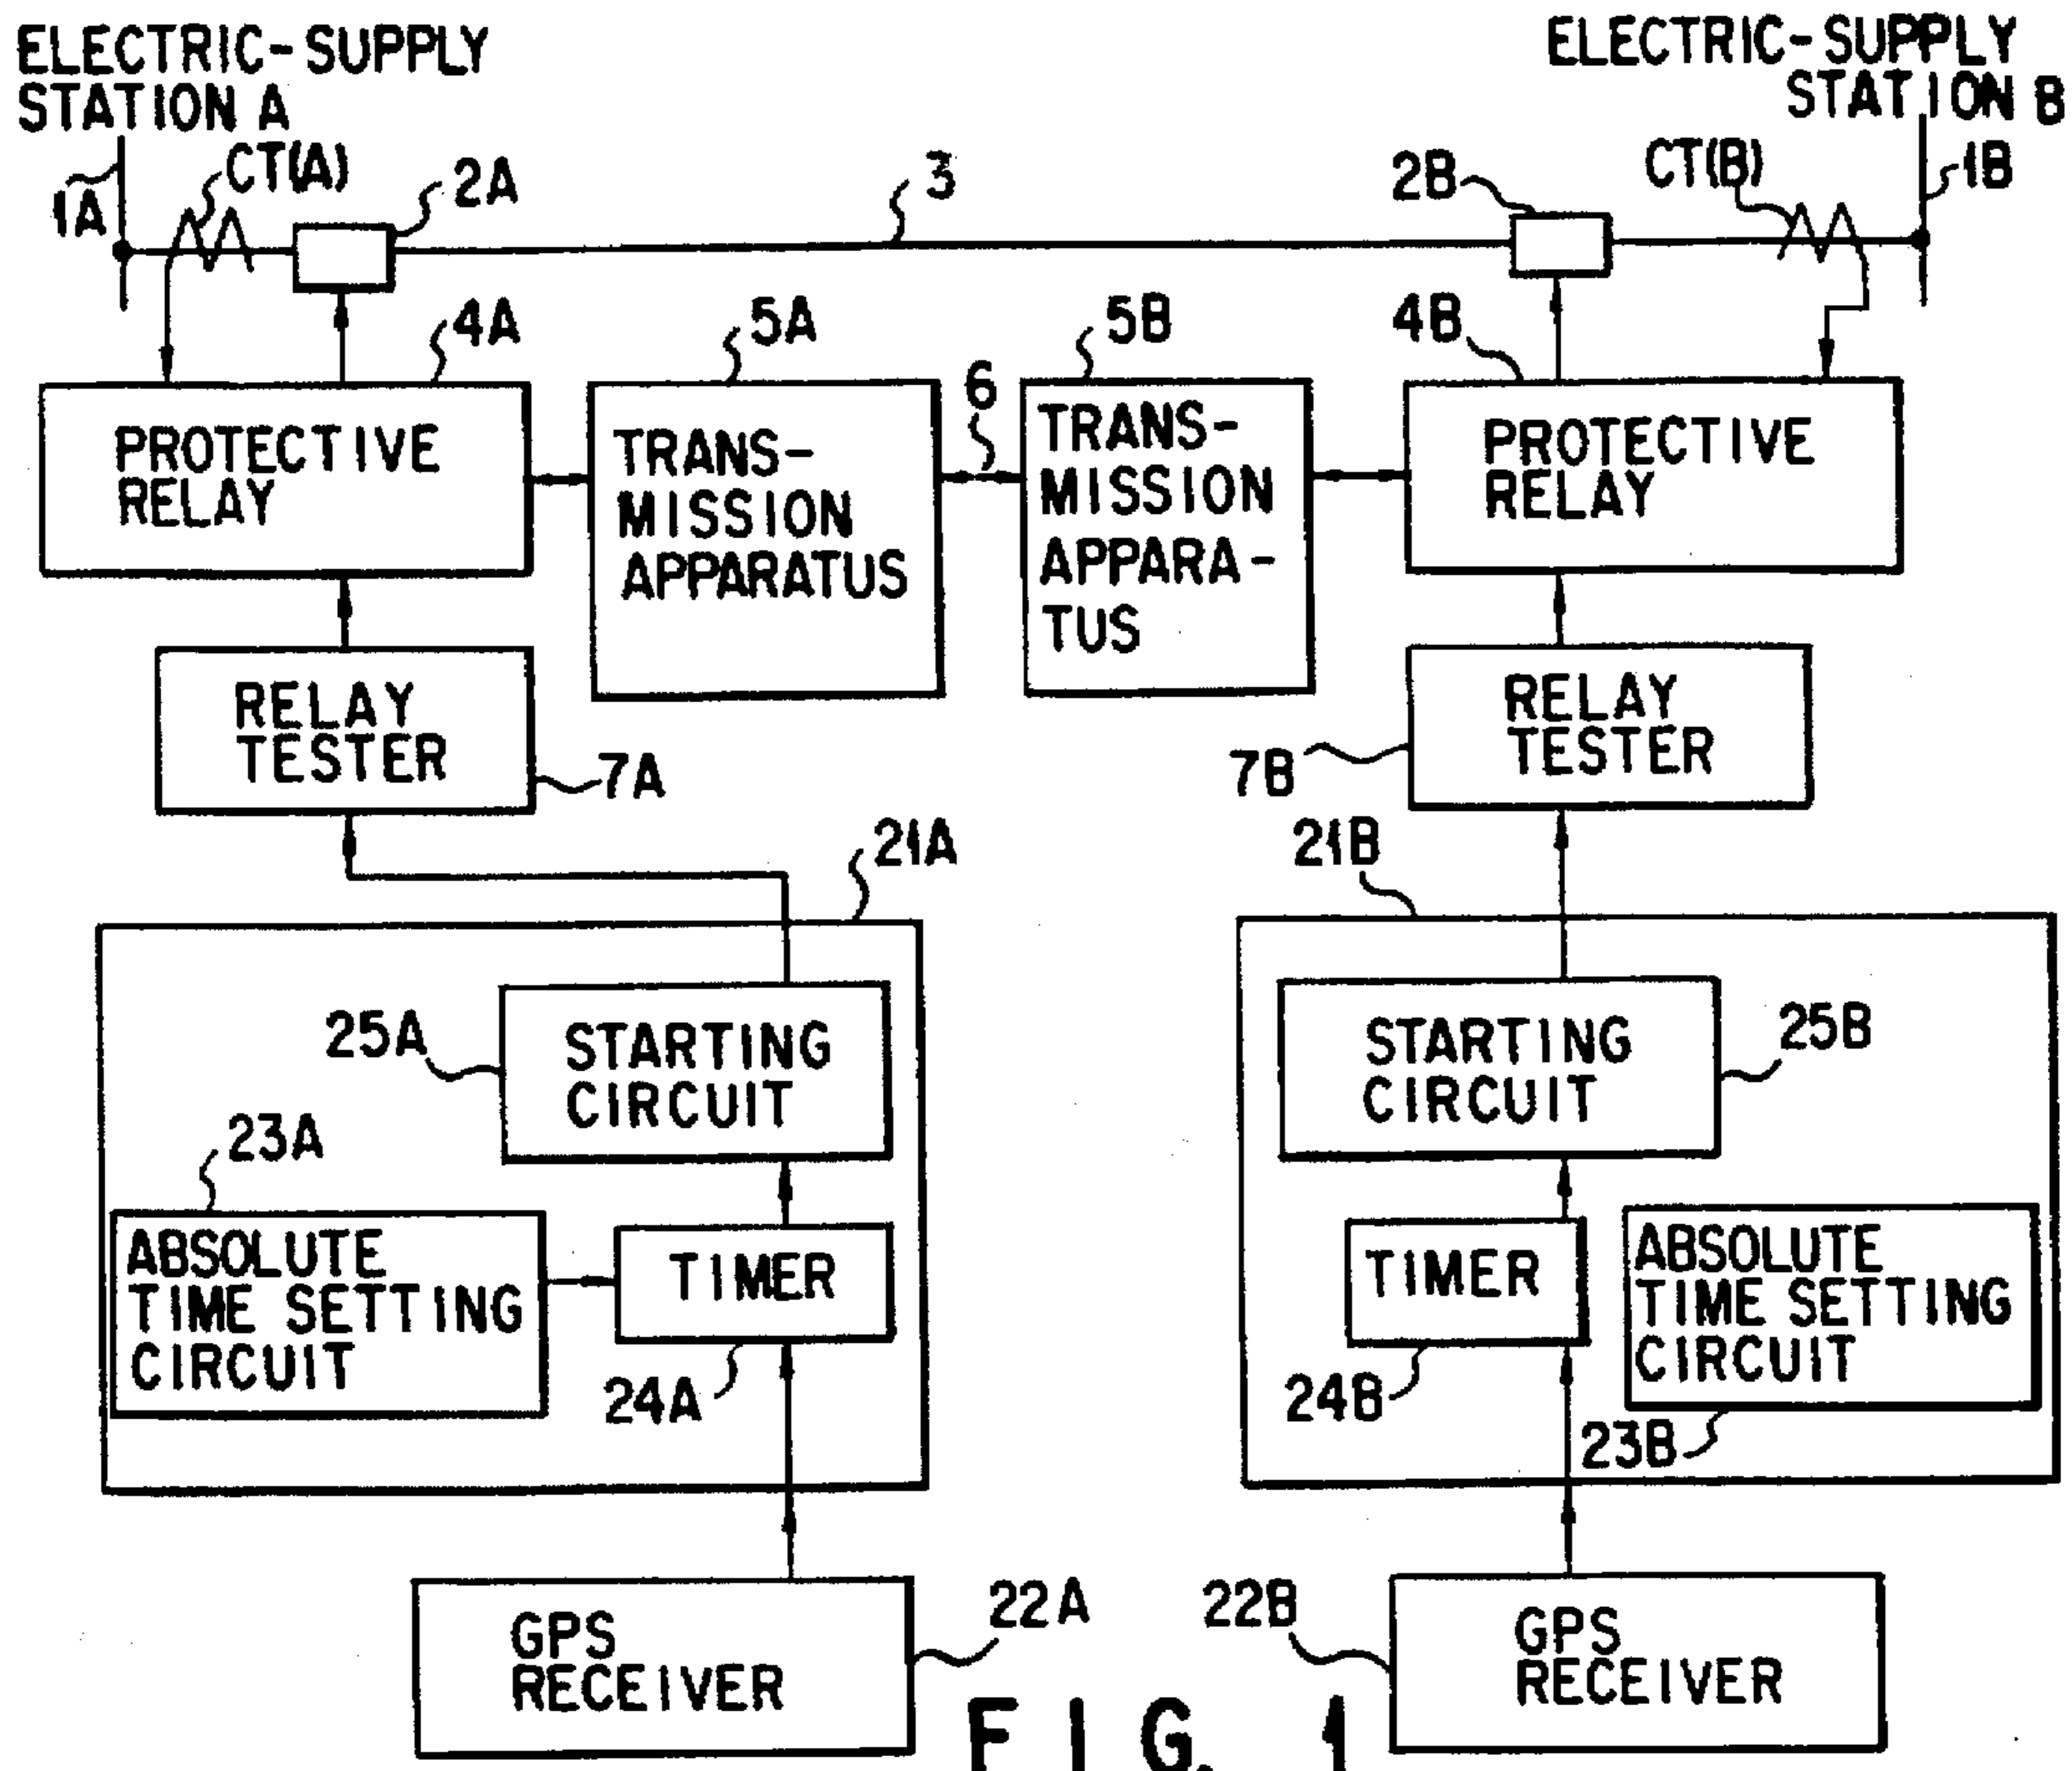 ELECTRIC-SUPPLY
STATION A
ELECTRIC-SUPPLY
STATION B
1A
CT(A)
2A
3
2B
CT(B)
1B
4A
5A
6
5B
4B
PROTECTIVE
RELAY
TRANS-
MISSION
APPARATUS
TRANS-
MISSION
APPARA-
TUS
PROTECTIVE
RELAY
RELAY
TESTER
7A
7B
RELAY
TESTER
21A
21B
25A
STARTING
CIRCUIT
STARTING
CIRCUIT
25B
23A
ABSOLUTE
TIME SETTING
CIRCUIT
TIMER
24A
TIMER
24B
ABSOLUTE
TIME SETTING
CIRCUIT
23B
GPS
RECEIVER
22A
22B
GPS
RECEIVER
FIG. 1